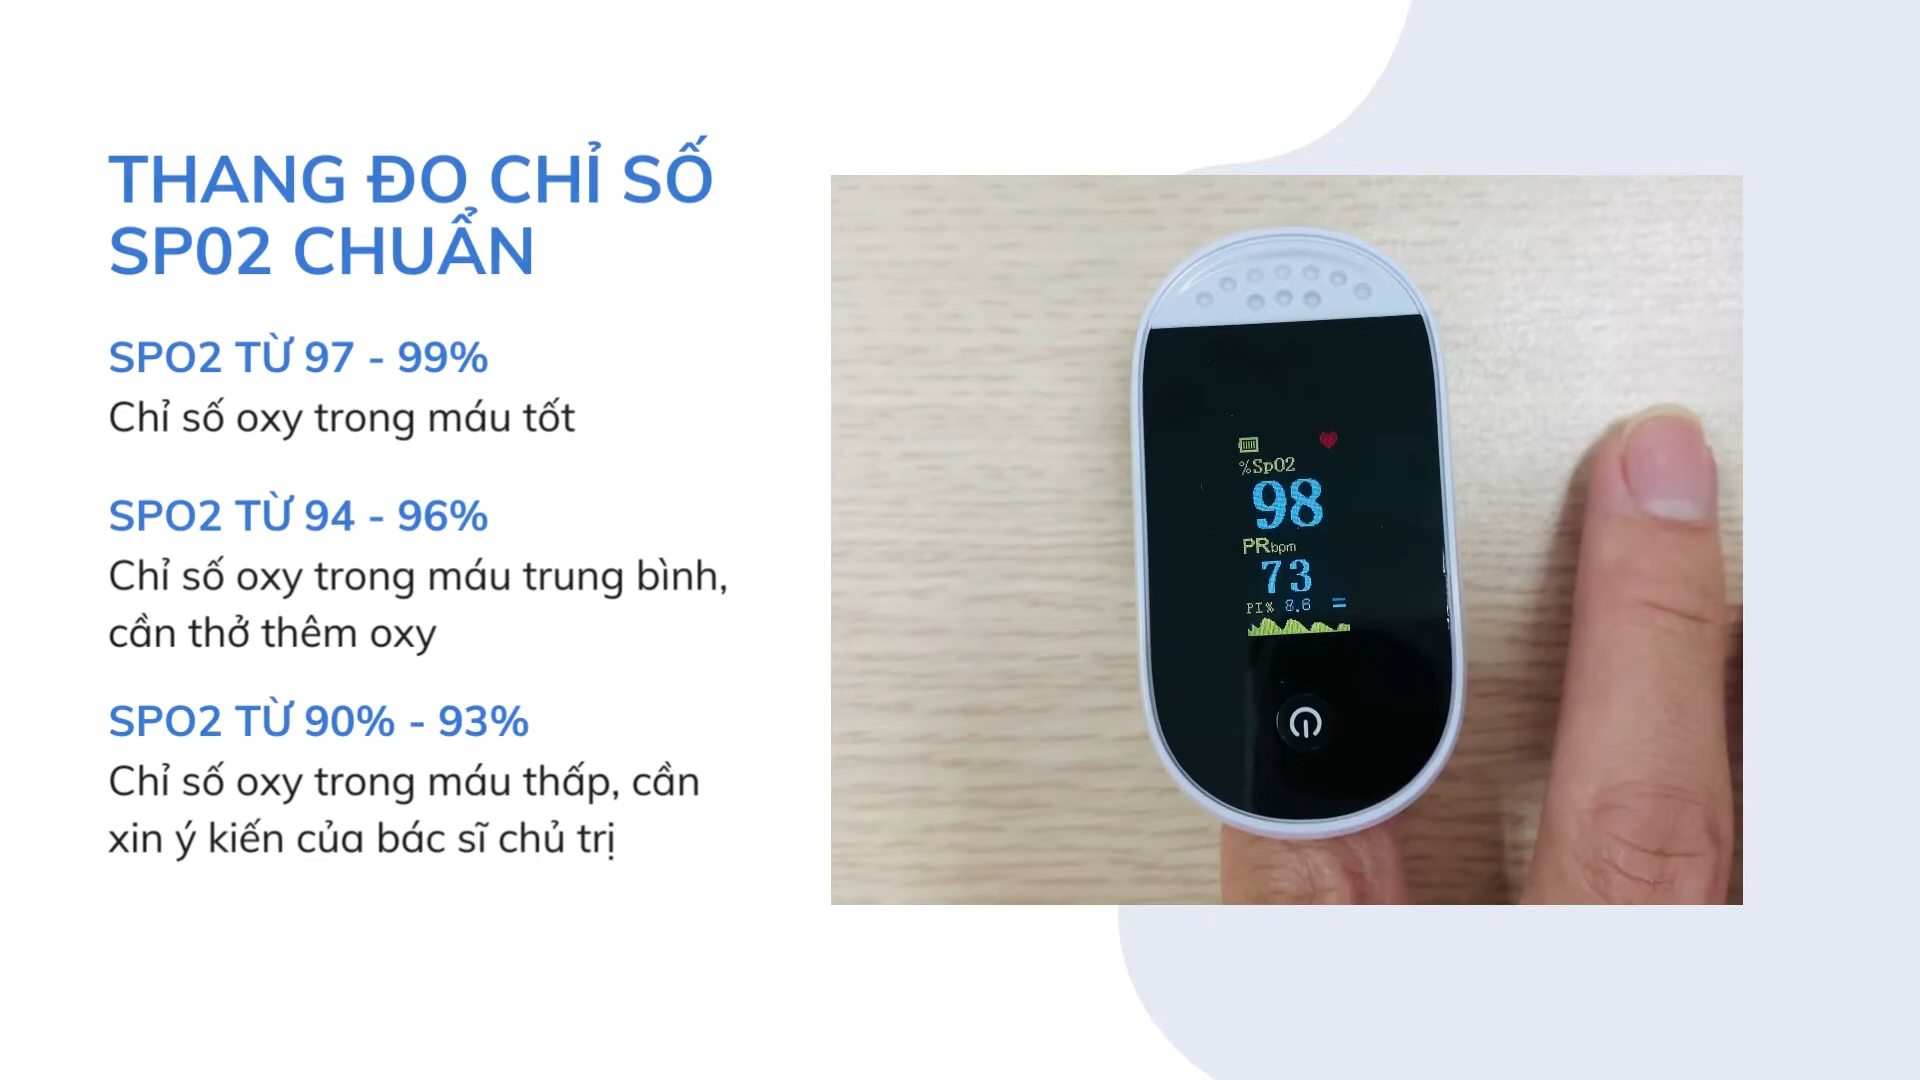 THANG ĐO CHỈ SỐ
SP02 CHUẨN
SPO2 TỪ 97 - 99%
Chỉ số oxy trong máu tốt
SPO2 TỪ 94 - 96%
Chỉ số oxy trong máu trung bình,
cần thở thêm oxy
SPO2 TỪ 90% - 93%
Chỉ số oxy trong máu thấp, cần
xin ý kiến của bác sĩ chủ trị
%SpO2
98
PRbpm
73
PI% 8.6